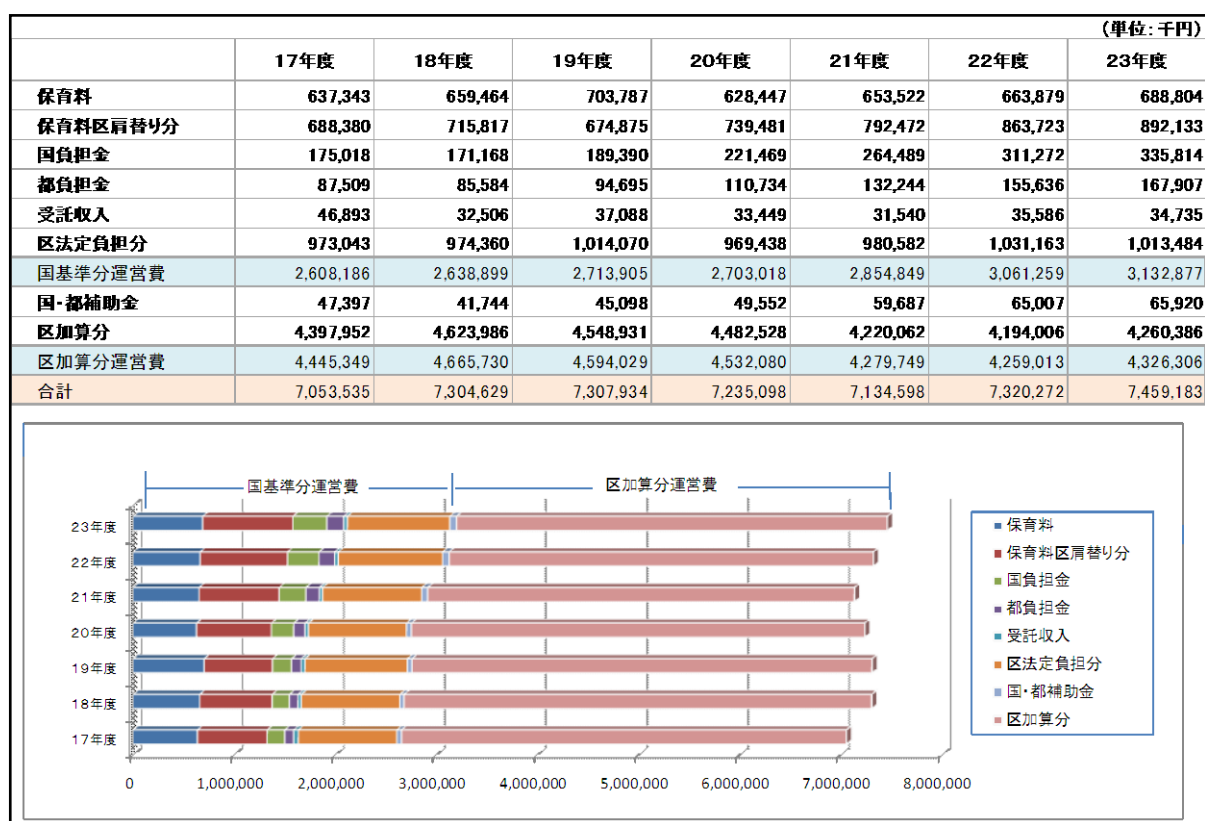 (単位:千円)
17年度 18年度 19年度 20年度 21年度 22年度 23年度
保育料 637,343 659,464 703,787 628,447 653,522 663,879 688,804
保育料区肩替り分 688,380 715,817 674,875 739,481 792,472 863,723 892,133
国負担金 175,018 171,168 189,390 221,469 264,489 311,272 335,814
都負担金 87,509 85,584 94,695 110,734 132,244 155,636 167,907
受託収入 46,893 32,506 37,088 33,449 31,540 35,586 34,735
区法定負担分 973,043 974,360 1,014,070 969,438 980,582 1,031,163 1,013,484
国基準分運営費 2,608,186 2,638,899 2,713,905 2,703,018 2,854,849 3,061,259 3,132,877
国・都補助金 47,397 41,744 45,098 49,552 59,687 65,007 65,920
区加算分 4,397,952 4,623,986 4,548,931 4,482,528 4,220,062 4,194,006 4,260,386
区加算分運営費 4,445,349 4,665,730 4,594,029 4,532,080 4,279,749 4,259,013 4,326,306
合計 7,053,535 7,304,629 7,307,934 7,235,098 7,134,598 7,320,272 7,459,183
国基準分運営費 区加算分運営費
23年度
22年度
21年度
20年度
19年度
18年度
17年度
0 1,000,000 2,000,000 3,000,000 4,000,000 5,000,000 6,000,000 7,000,000 8,000,000
保育料
保育料区肩替り分
国負担金
都負担金
受託収入
区法定負担分
国・都補助金
区加算分